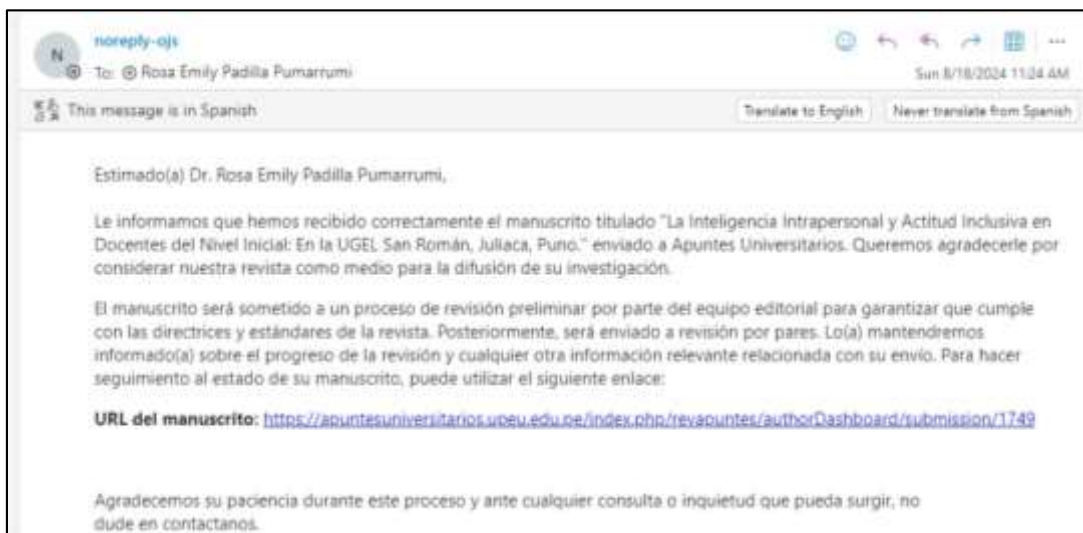 noreply-ojs
N
To: Rosa Emily Padilla Pumarrumi
Sun 8/18/2024 11:24 AM
This message is in Spanish
Translate to English
Never translate from Spanish
Estimado(a) Dr. Rosa Emily Padilla Pumarrumi,
Le informamos que hemos recibido correctamente el manuscrito titulado "La Inteligencia Intrapersonal y Actitud Inclusiva en
Docentes del Nivel Inicial: En la UGEL San Román, Juliaca, Puno." enviado a Apuntes Universitarios. Queremos agradecerle por
considerar nuestra revista como medio para la difusión de su investigación.
El manuscrito será sometido a un proceso de revisión preliminar por parte del equipo editorial para garantizar que cumple
con las directrices y estándares de la revista. Posteriormente, será enviado a revisión por pares. Lo(a) mantendremos
informado(a) sobre el progreso de la revisión y cualquier otra información relevante relacionada con su envío. Para hacer
seguimiento al estado de su manuscrito, puede utilizar el siguiente enlace:
URL del manuscrito: https://apuntesuniversitarios.upeu.edu.pe/index.php/revapuntes/authorDashboard/submission/1749
Agradecemos su paciencia durante este proceso y ante cualquier consulta o inquietud que pueda surgir, no
dude en contactanos.